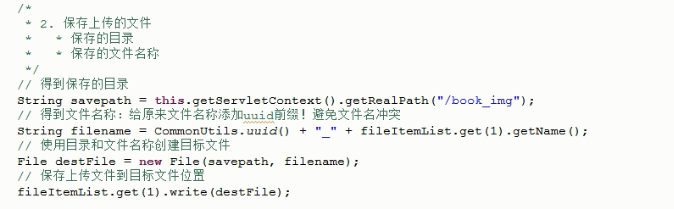 /*
 * 2. 保存上传的文件
 *   * 保存的目录
 *   * 保存的文件名称
 */
// 得到保存的目录
String savepath = this.getServletContext().getRealPath("/book_img");
// 得到文件名称：给原来文件名称添加uuid前缀！避免文件名冲突
String filename = CommonUtils.uuid() + "_" + fileItemList.get(1).getName();
// 使用目录和文件名称创建目标文件
File destFile = new File(savepath, filename);
// 保存上传文件到目标文件位置
fileItemList.get(1).write(destFile);